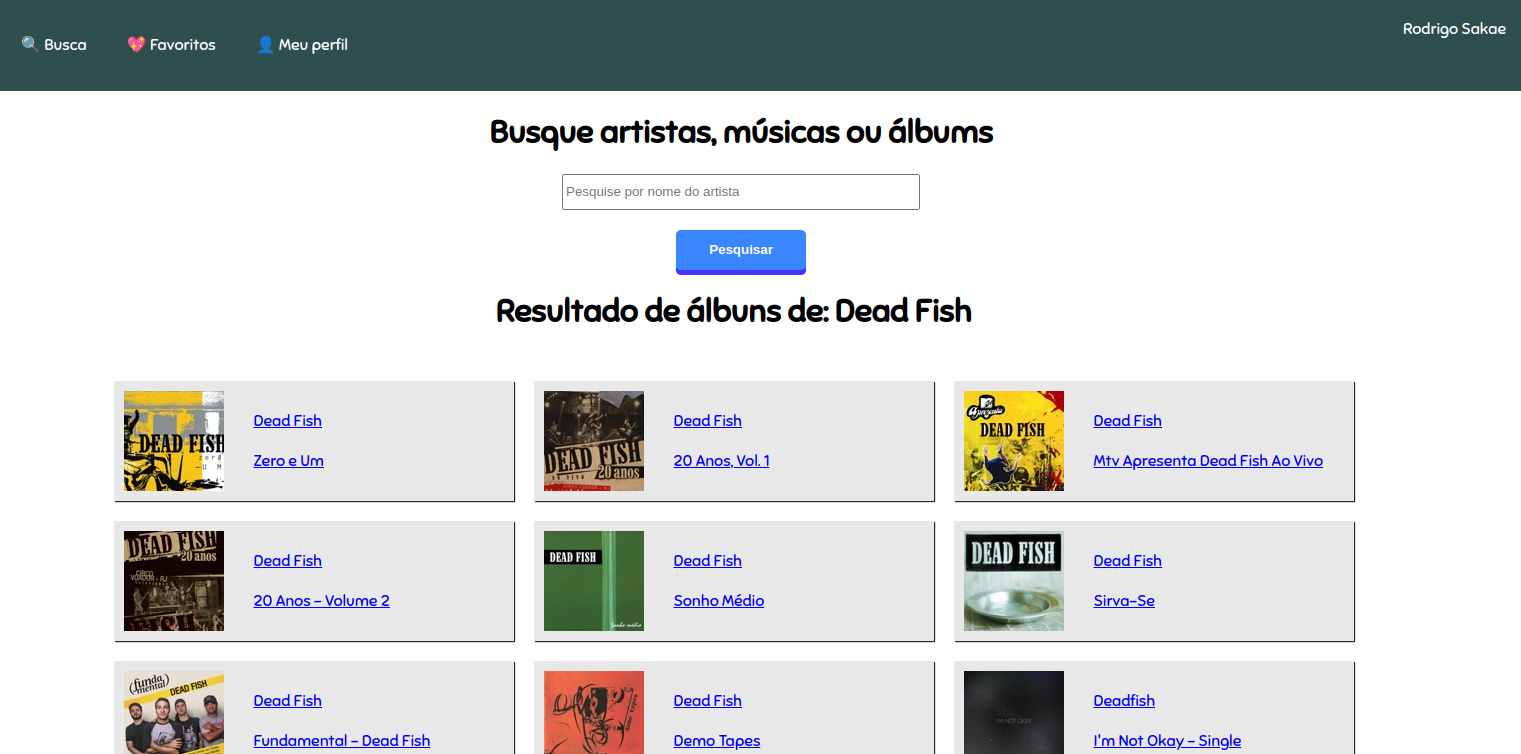 🔍 Busca 💖 Favoritos 👤 Meu perfil
Rodrigo Sakae
Busque artistas, músicas ou álbums
Pesquise por nome do artista
Pesquisar
Resultado de álbuns de: Dead Fish
DEAD FISH
Dead Fish
Zero e Um
DEAD FISH
20 anos
Dead Fish
20 Anos, Vol. 1
MTV
Apresenta
DEAD FISH
Dead Fish
Mtv Apresenta Dead Fish Ao Vivo
DEAD FISH
20 anos
CIRCO
VOADOR - RJ
Dead Fish
20 Anos - Volume 2
DEAD FISH
Sonho médio
Dead Fish
Sonho Médio
DEAD FISH
Dead Fish
Sirva-Se
(funda
mental)
DEAD FISH
Dead Fish
Fundamental - Dead Fish
demo tapes
Dead Fish
Demo Tapes
I'M NOT OKAY
Deadfish
I'm Not Okay - Single